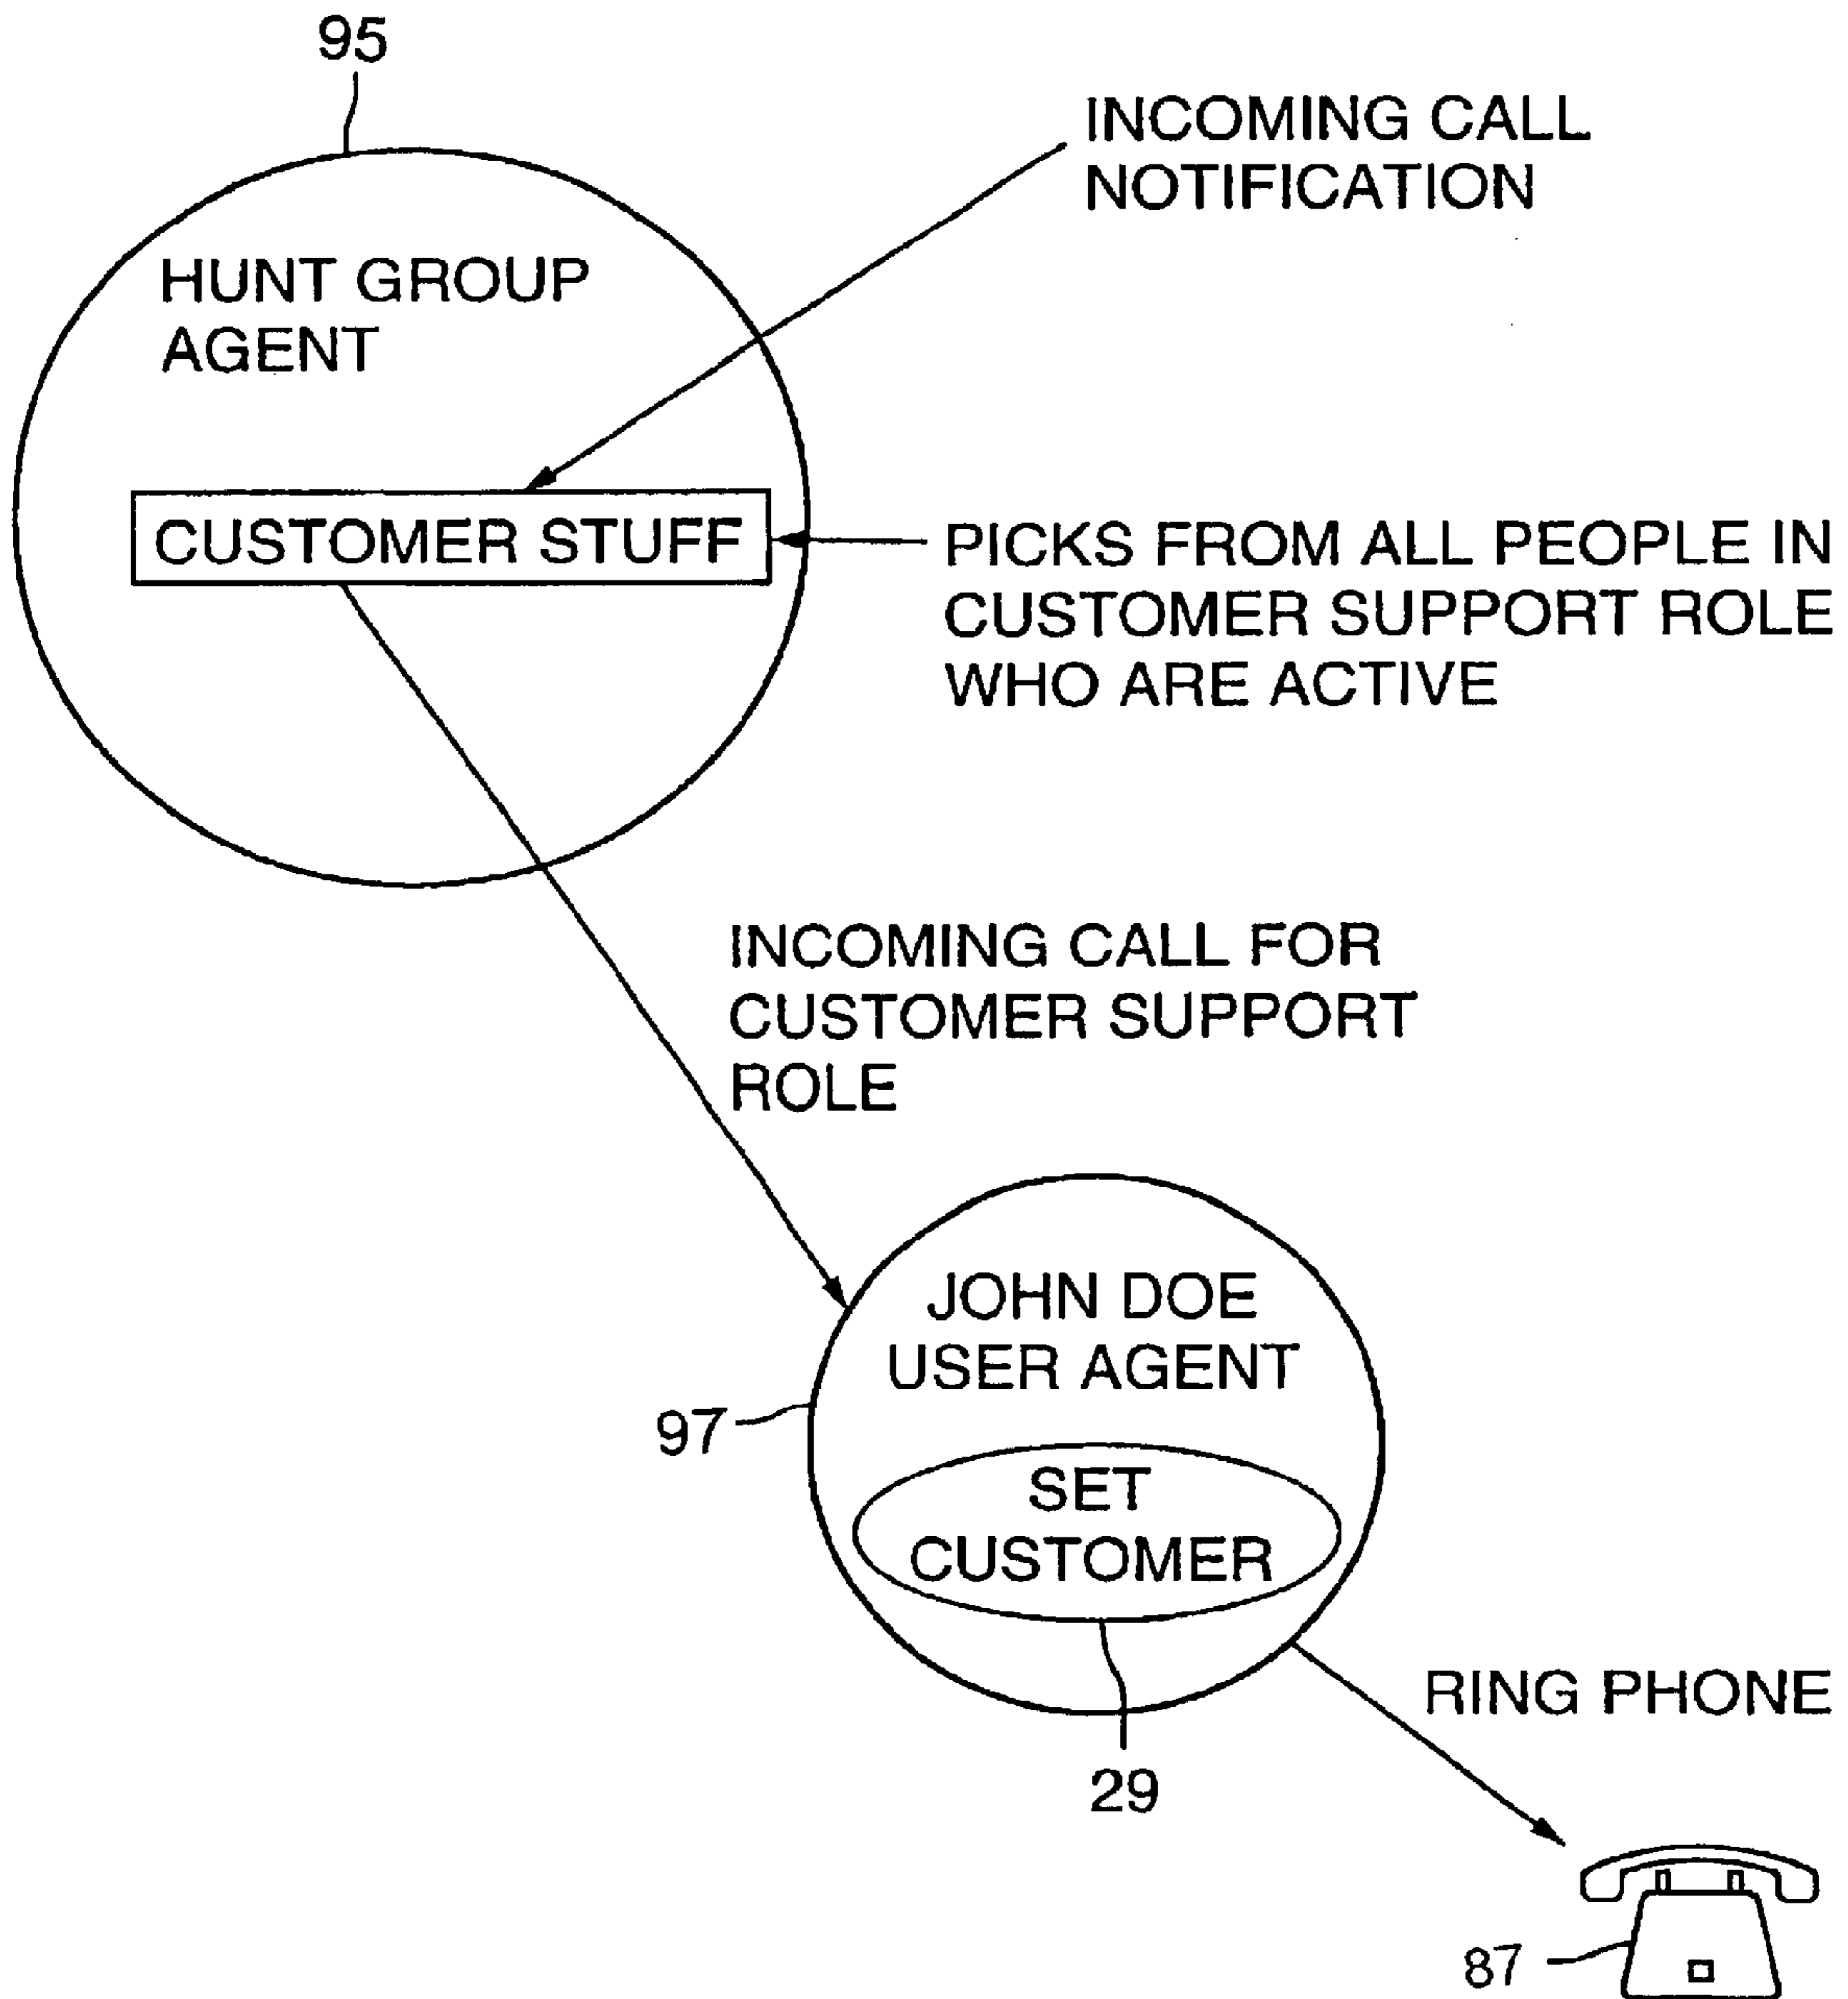 95
INCOMING CALL
NOTIFICATION
HUNT GROUP
AGENT
CUSTOMER STUFF
PICKS FROM ALL PEOPLE IN
CUSTOMER SUPPORT ROLE
WHO ARE ACTIVE
INCOMING CALL FOR
CUSTOMER SUPPORT
ROLE
JOHN DOE
USER AGENT
97
SET
CUSTOMER
29
RING PHONE
87